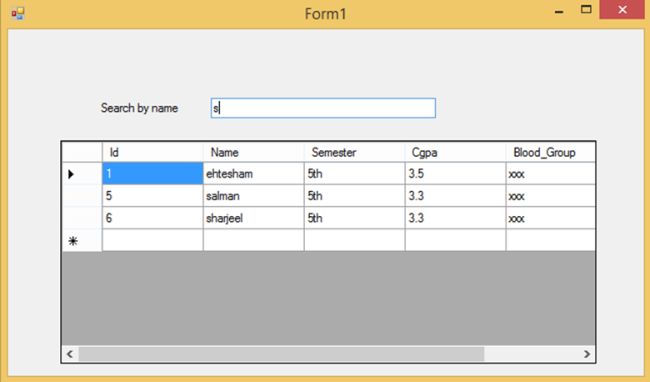 Form1
Search by name s
Id Name Semester Cgpa Blood_Group
1 ehtesham 5th 3.5 xxx
5 salman 5th 3.3 xxx
6 sharjeel 5th 3.3 xxx